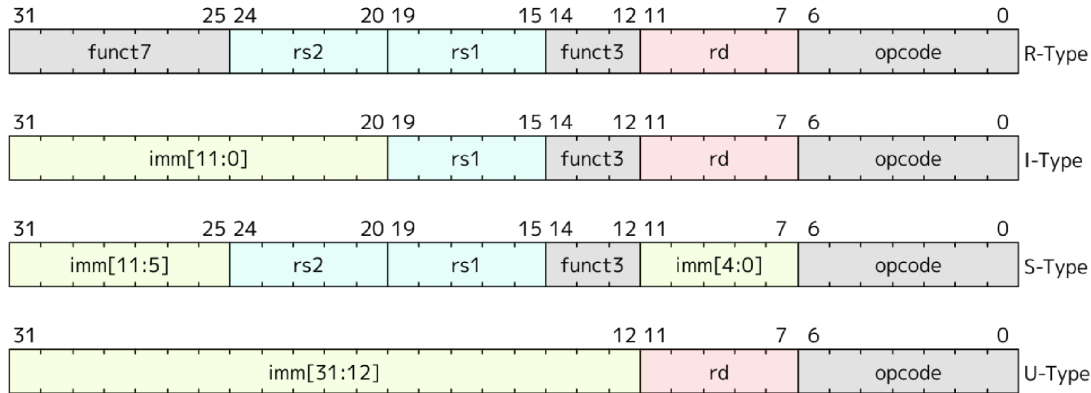 31 25 24 20 19 15 14 12 11 7 6 0
funct7 rs2 rs1 funct3 rd opcode R-Type
31 20 19 15 14 12 11 7 6 0
imm[11:0] rs1 funct3 rd opcode I-Type
31 25 24 20 19 15 14 12 11 7 6 0
imm[11:5] rs2 rs1 funct3 imm[4:0] opcode S-Type
31 12 11 7 6 0
imm[31:12] rd opcode U-Type